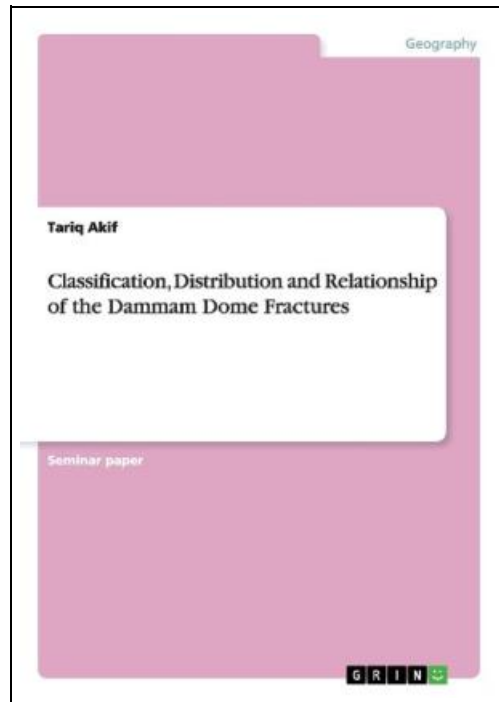 Geography
Tariq Akif
Classification, Distribution and Relationship
of the Dammam Dome Fractures
Seminar paper
GRIN